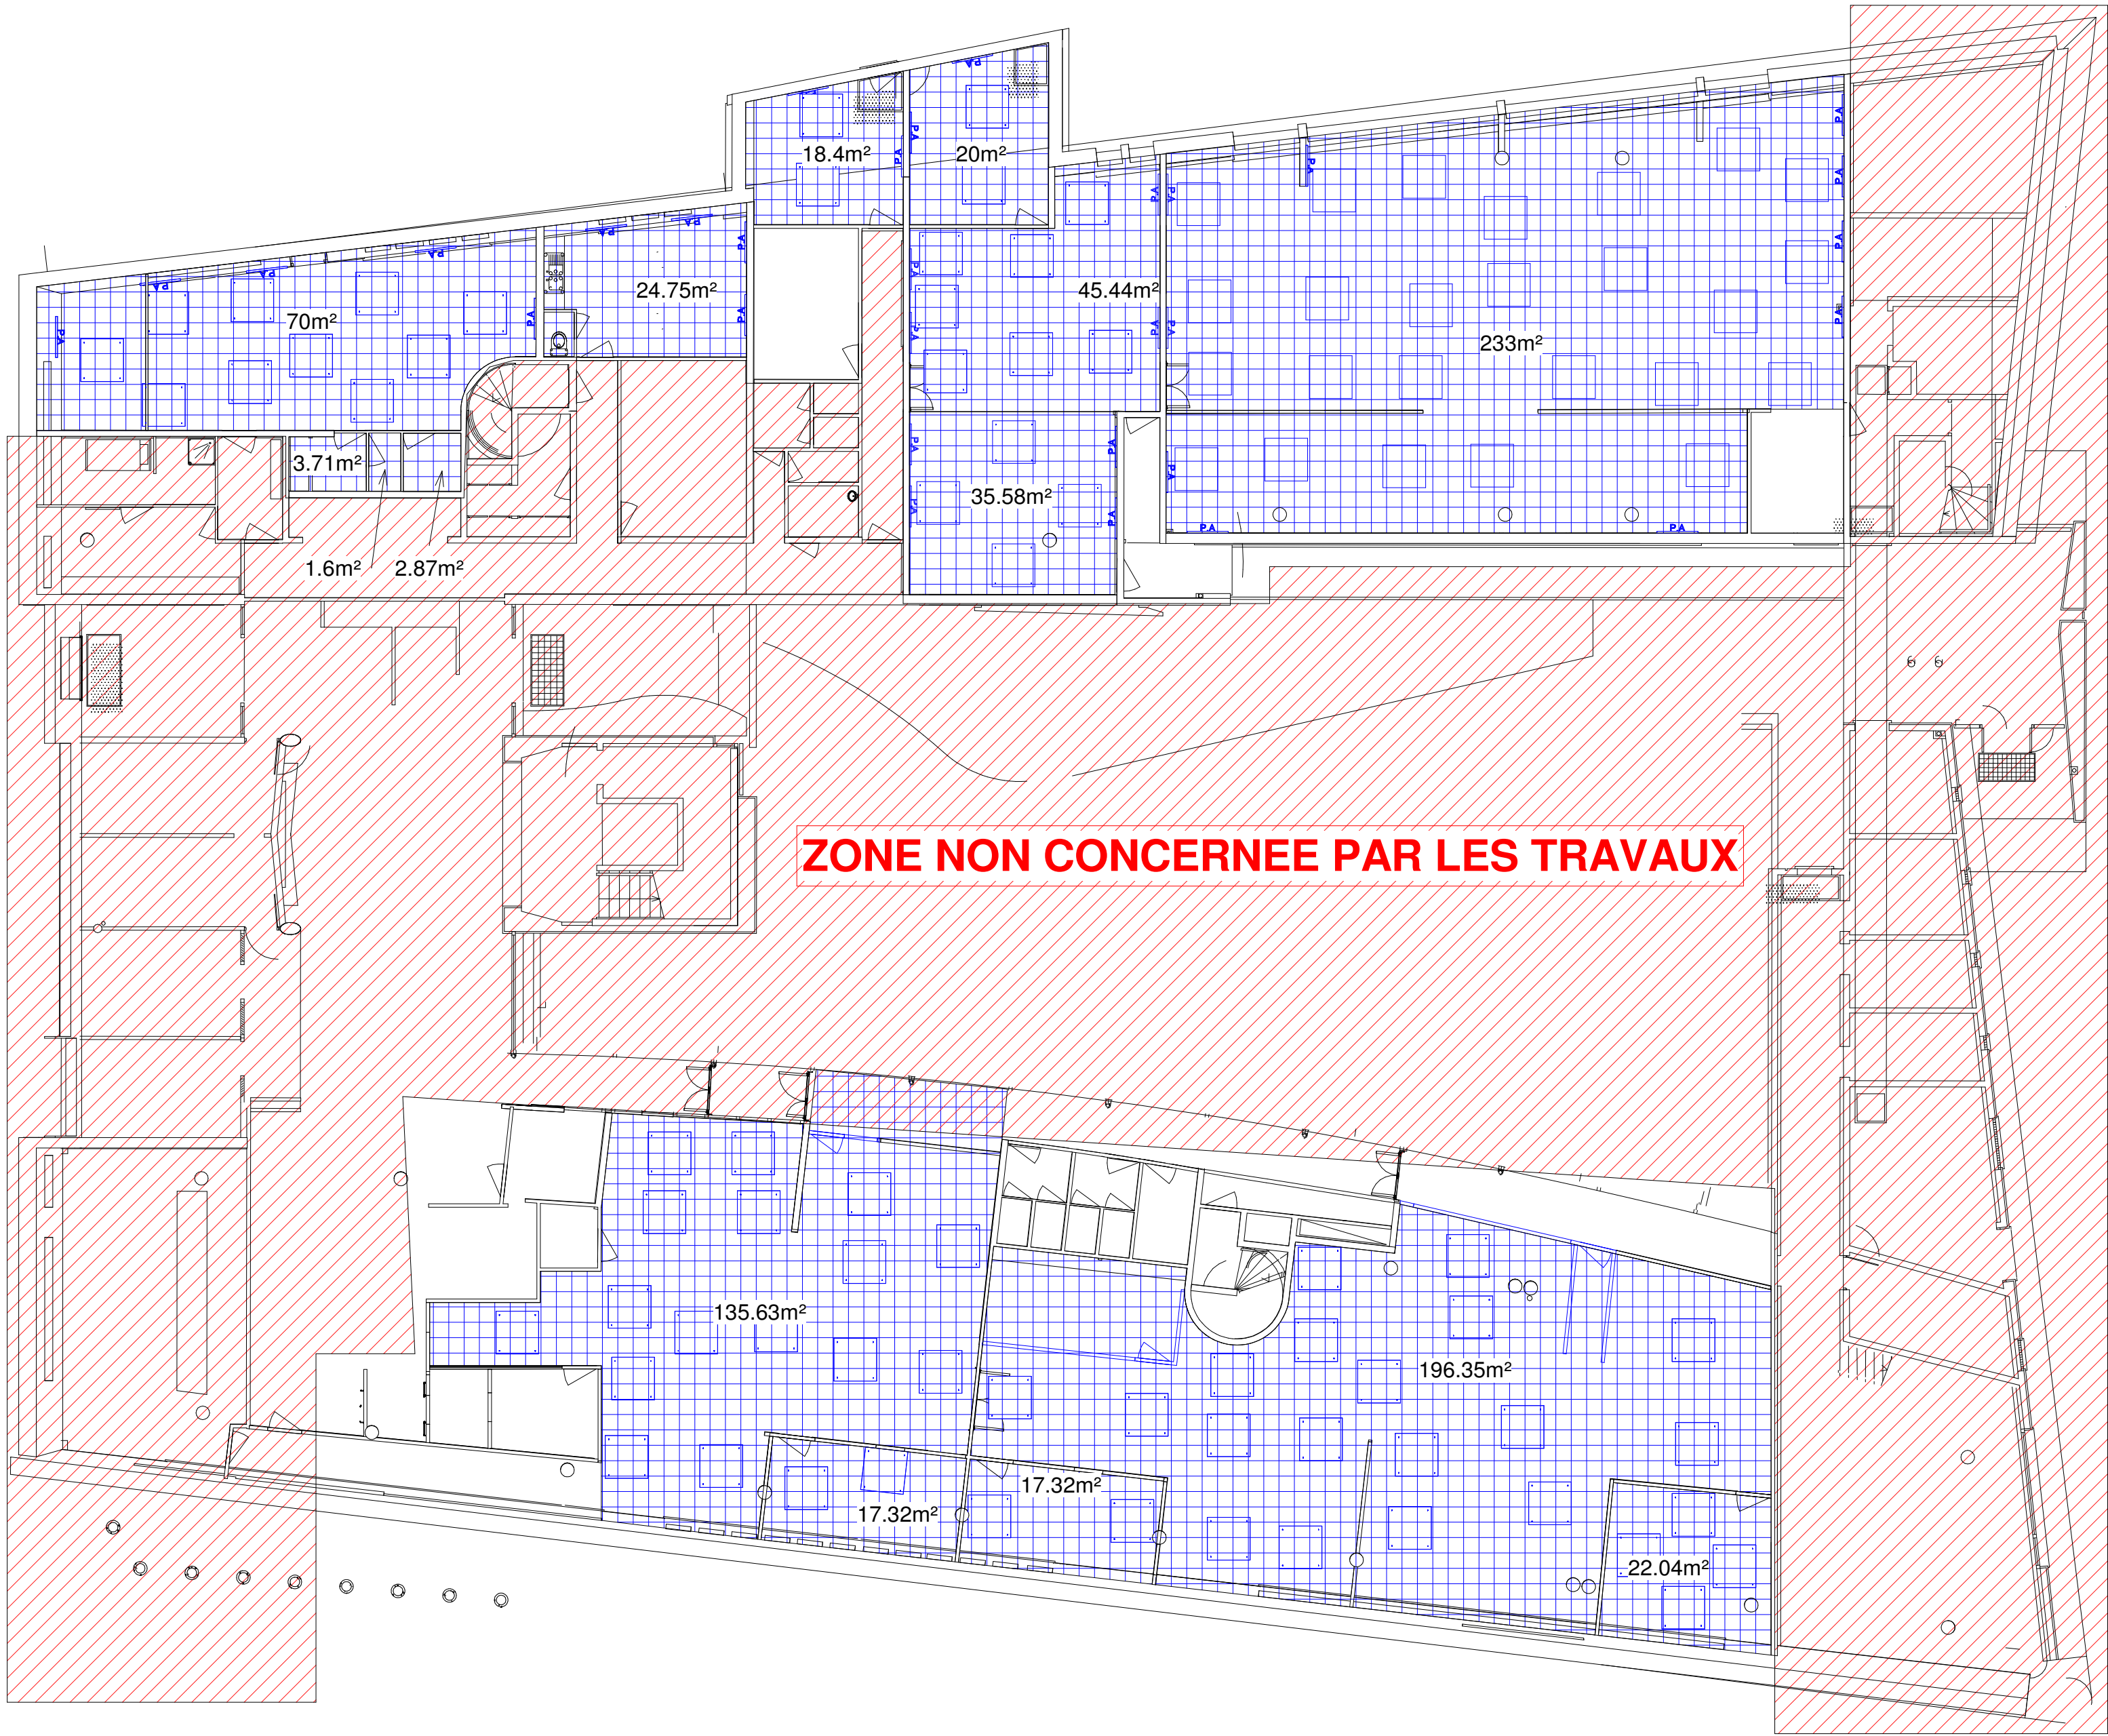 P.A
P.A
18.4m²
20m²
P.A
P.A
P.A
P.A
P.A
P.A
P.A
P.A
P.A
P.A
P.A
P.A
P.A
24.75m²
45.44m²
P.A
P.A
P.A
70m²
P.A
P.A
P.A
P.A
P.A
P.A
P.A
233m²
3.71m²
P.A
P.A
P.A
35.58m²
P.A
P.A
P.A
P.A
1.6m²
2.87m²
ZONE NON CONCERNEE PAR LES TRAVAUX
135.63m²
196.35m²
17.32m²
17.32m²
22.04m²